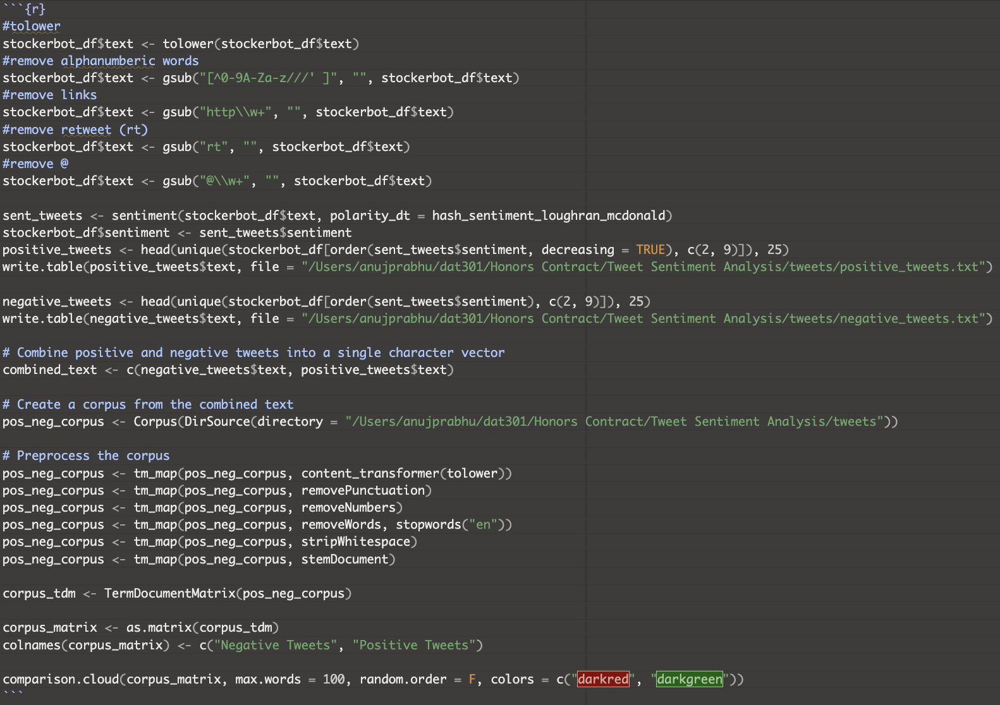 ```{r}
#tolower
stockerbot_df$text <- tolower(stockerbot_df$text)
#remove alphanumberic words
stockerbot_df$text <- gsub("[^0-9A-Za-z///' ]", "", stockerbot_df$text)
#remove links
stockerbot_df$text <- gsub("http\\w+", "", stockerbot_df$text)
#remove retweet (rt)
stockerbot_df$text <- gsub("rt", "", stockerbot_df$text)
#remove @
stockerbot_df$text <- gsub("@\\w+", "", stockerbot_df$text)
sent_tweets <- sentiment(stockerbot_df$text, polarity_dt = hash_sentiment_loughran_mcdonald)
stockerbot_df$sentiment <- sent_tweets$sentiment
positive_tweets <- head(unique(stockerbot_df[order(sent_tweets$sentiment, decreasing = TRUE), c(2, 9)]), 25)
write.table(positive_tweets$text, file = "/Users/anujprabhu/dat301/Honors Contract/Tweet Sentiment Analysis/tweets/positive_tweets.txt")
negative_tweets <- head(unique(stockerbot_df[order(sent_tweets$sentiment), c(2, 9)]), 25)
write.table(negative_tweets$text, file = "/Users/anujprabhu/dat301/Honors Contract/Tweet Sentiment Analysis/tweets/negative_tweets.txt")
# Combine positive and negative tweets into a single character vector
combined_text <- c(negative_tweets$text, positive_tweets$text)
# Create a corpus from the combined text
pos_neg_corpus <- Corpus(DirSource(directory = "/Users/anujprabhu/dat301/Honors Contract/Tweet Sentiment Analysis/tweets"))
# Preprocess the corpus
pos_neg_corpus <- tm_map(pos_neg_corpus, content_transformer(tolower))
pos_neg_corpus <- tm_map(pos_neg_corpus, removePunctuation)
pos_neg_corpus <- tm_map(pos_neg_corpus, removeNumbers)
pos_neg_corpus <- tm_map(pos_neg_corpus, removeWords, stopwords("en"))
pos_neg_corpus <- tm_map(pos_neg_corpus, stripWhitespace)
pos_neg_corpus <- tm_map(pos_neg_corpus, stemDocument)
corpus_tdm <- TermDocumentMatrix(pos_neg_corpus)
corpus_matrix <- as.matrix(corpus_tdm)
colnames(corpus_matrix) <- c("Negative Tweets", "Positive Tweets")
comparison.cloud(corpus_matrix, max.words = 100, random.order = F, colors = c("darkred", "darkgreen"))
```